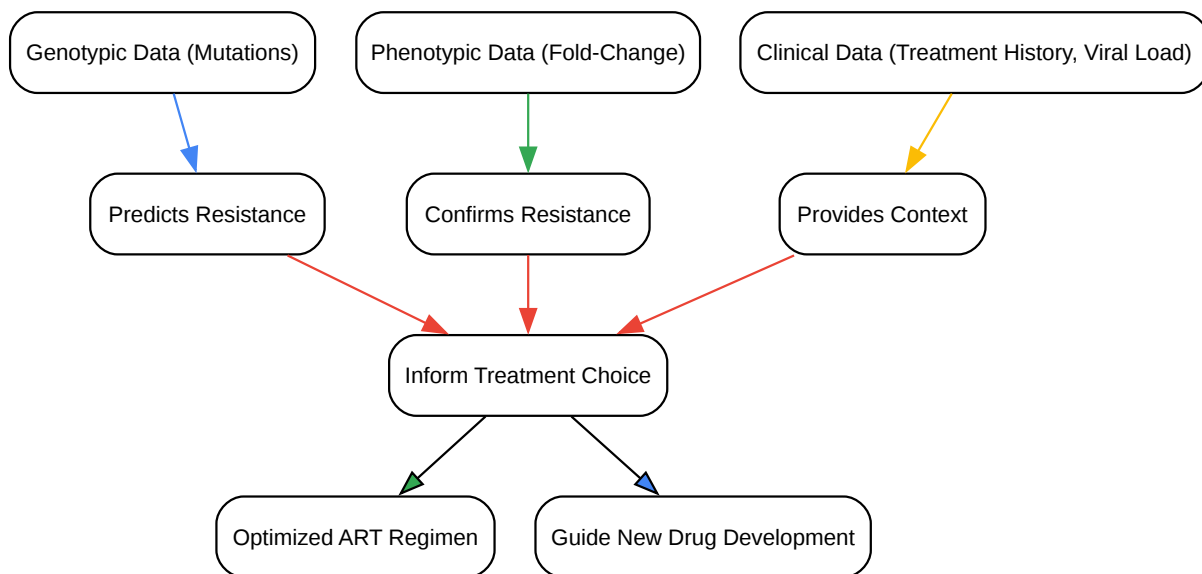 Genotypic Data (Mutations)
Phenotypic Data (Fold-Change)
Clinical Data (Treatment History, Viral Load)
Predicts Resistance
Confirms Resistance
Provides Context
Inform Treatment Choice
Optimized ART Regimen
Guide New Drug Development